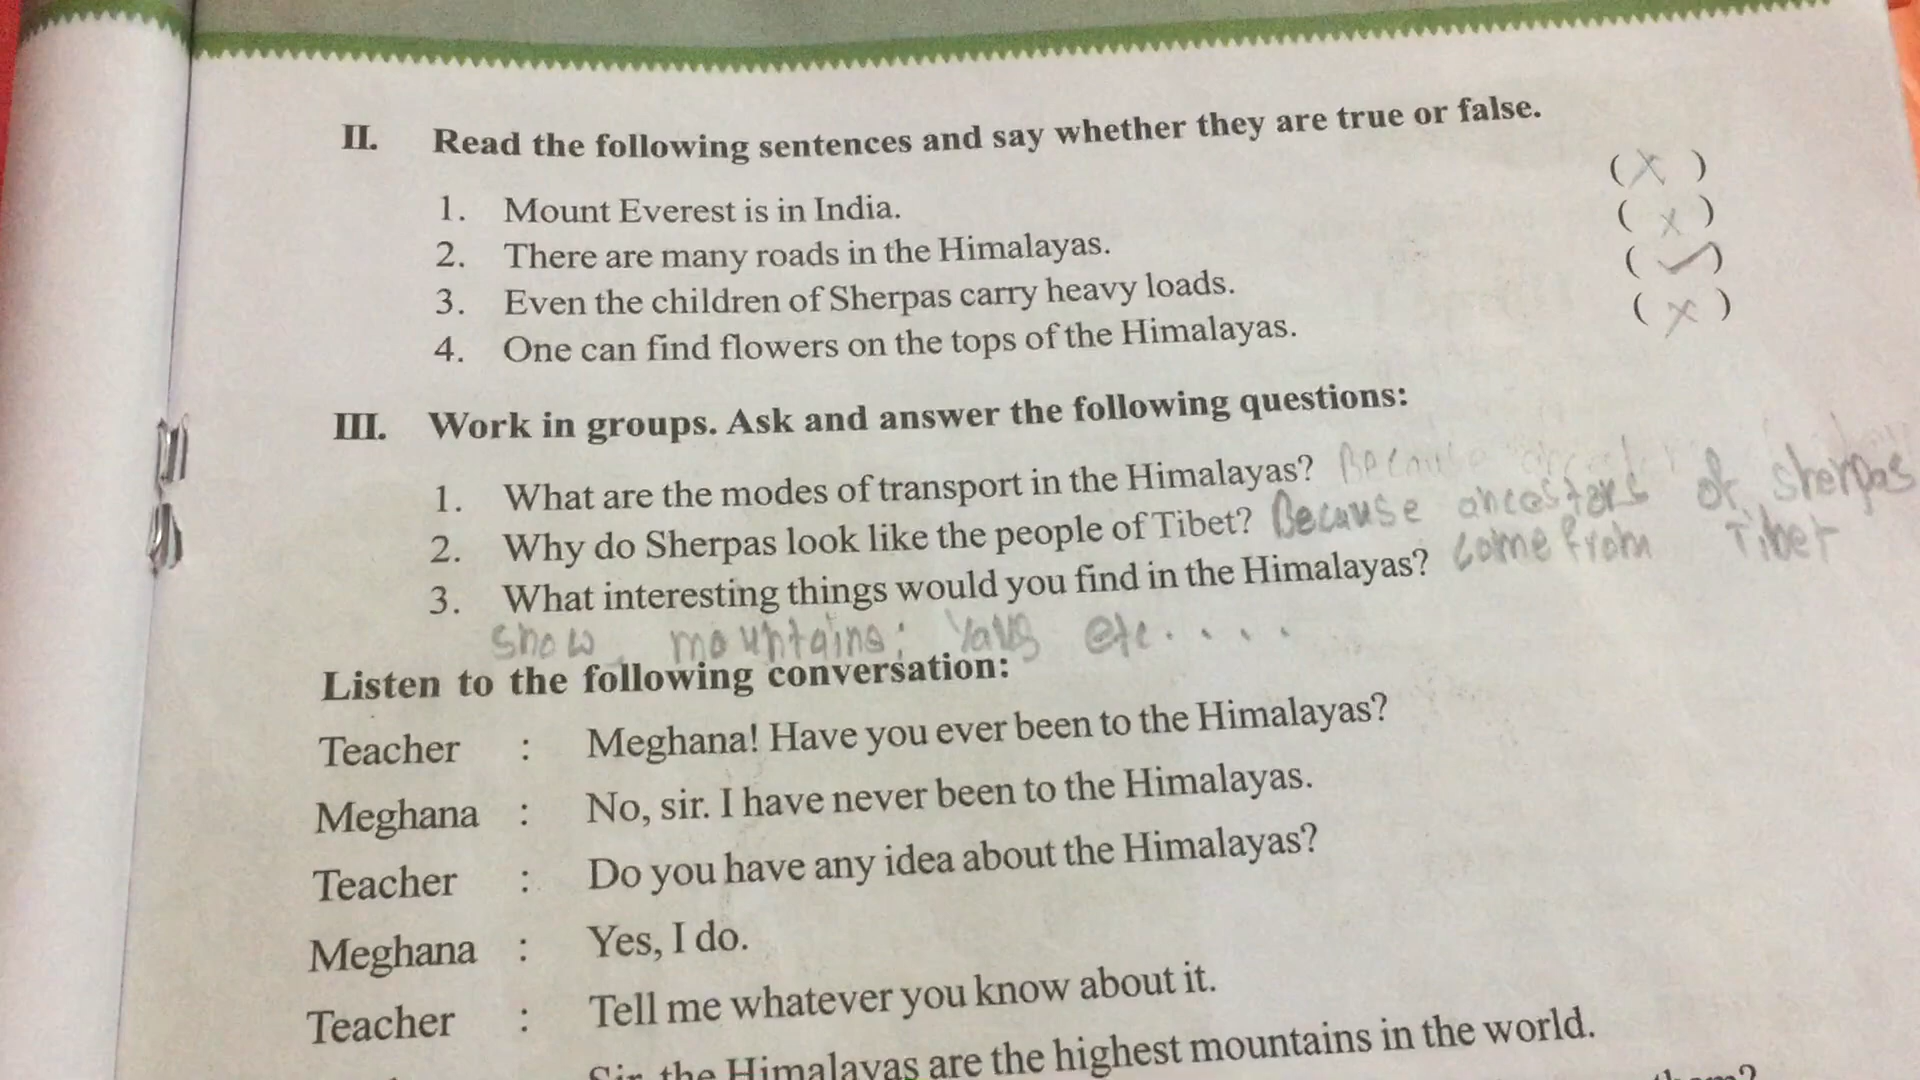 II. Read the following sentences and say whether they are true or false.
1. Mount Everest is in India. (X)
2. There are many roads in the Himalayas. (X)
3. Even the children of Sherpas carry heavy loads. (✓)
4. One can find flowers on the tops of the Himalayas. (X)
III. Work in groups. Ask and answer the following questions:
1. What are the modes of transport in the Himalayas?
2. Why do Sherpas look like the people of Tibet? Because ancestors of sherpas
come from Tibet
3. What interesting things would you find in the Himalayas?
snow mountains, etc.....
Listen to the following conversation:
Teacher : Meghana! Have you ever been to the Himalayas?
Meghana : No, sir. I have never been to the Himalayas.
Teacher : Do you have any idea about the Himalayas?
Meghana : Yes, I do.
Teacher : Tell me whatever you know about it.
Sir, the Himalayas are the highest mountains in the world.